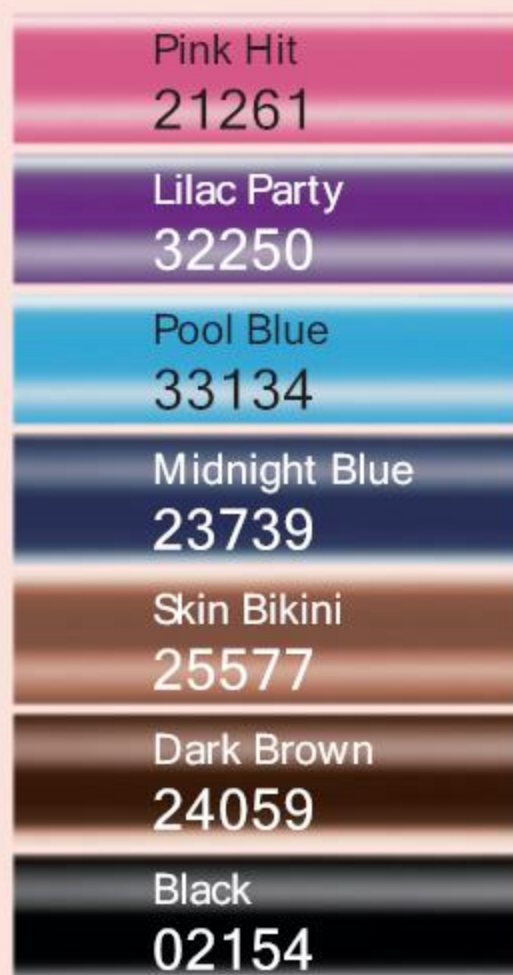 Pink Hit
21261
Lilac Party
32250
Pool Blue
33134
Midnight Blue
23739
Skin Bikini
25577
Dark Brown
24059
Black
02154